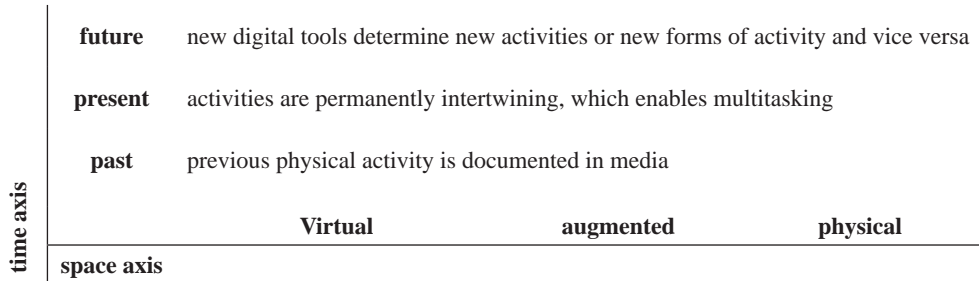 future new digital tools determine new activities or new forms of activity and vice versa
present activities are permanently intertwining, which enables multitasking
past previous physical activity is documented in media
time axis
Virtual augmented physical
space axis